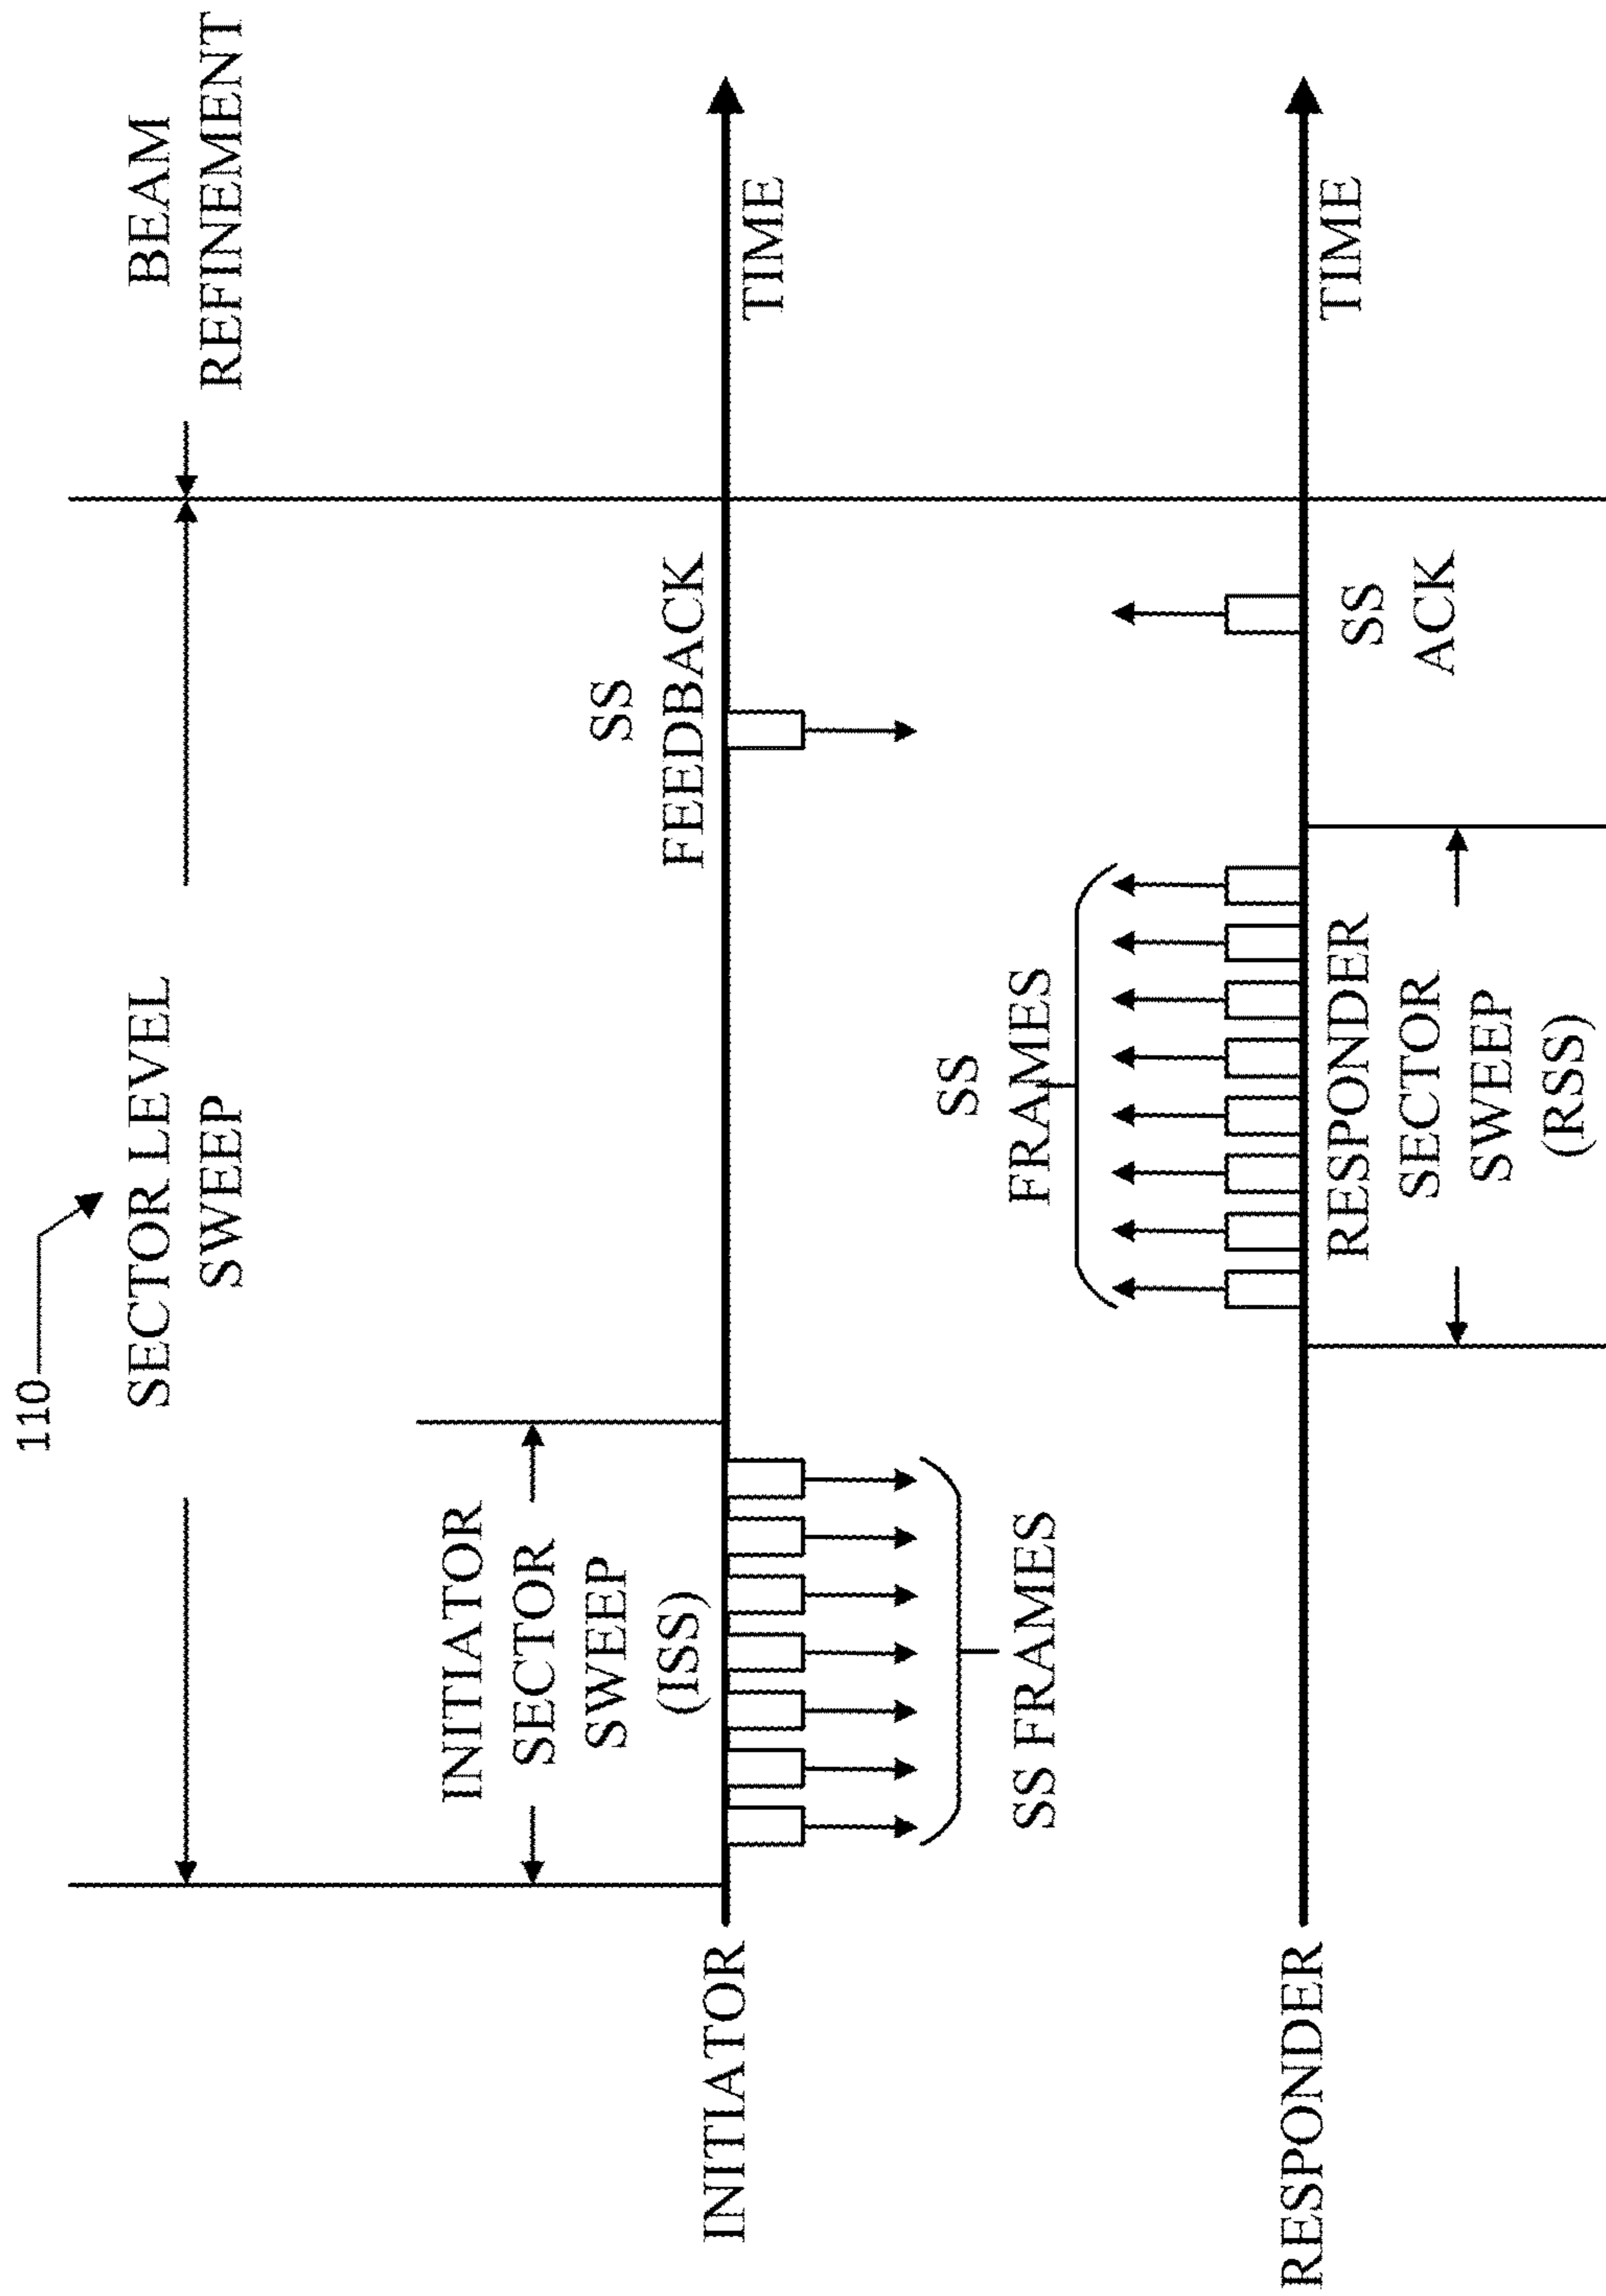 110
SECTOR LEVEL
SWEEP
BEAM
REFINEMENT
INITIATOR
SECTOR
SWEEP
(ISS)
SS
FEEDBACK
INITIATOR
TIME
SS FRAMES
SS
FRAMES
RESPONDER
TIME
RESPONDER
SECTOR
SWEEP
(RSS)
SS
ACK